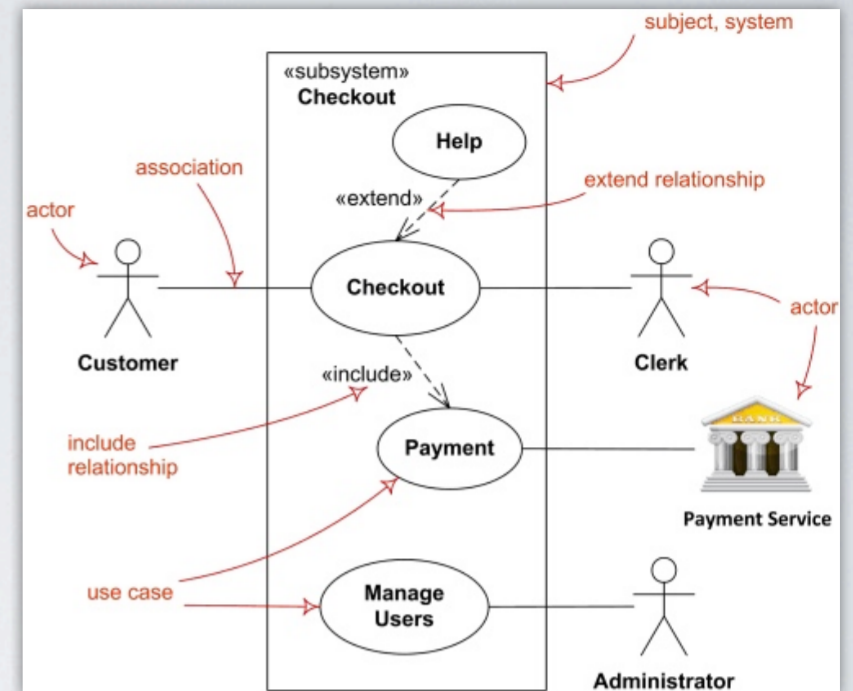 subject, system
«subsystem»
Checkout
Help
association
«extend»
extend relationship
actor
Checkout
actor
Customer
Clerk
«include»
BANK
include
relationship
Payment
Payment Service
use case
Manage
Users
Administrator